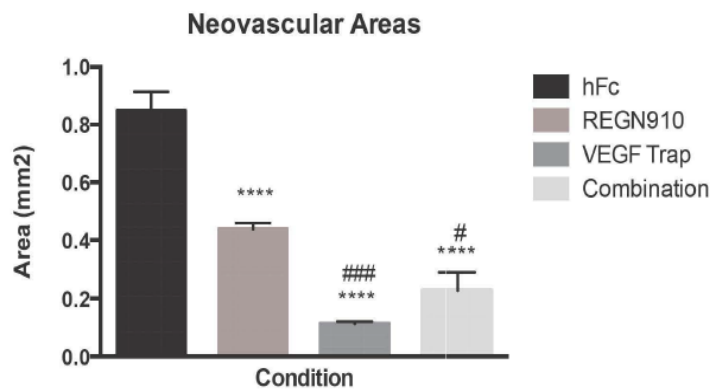 Neovascular Areas
1.0
0.8
0.6
0.4
0.2
0.0
Area (mm2)
****
###
****
#
****
Condition
hFc
REGN910
VEGF Trap
Combination